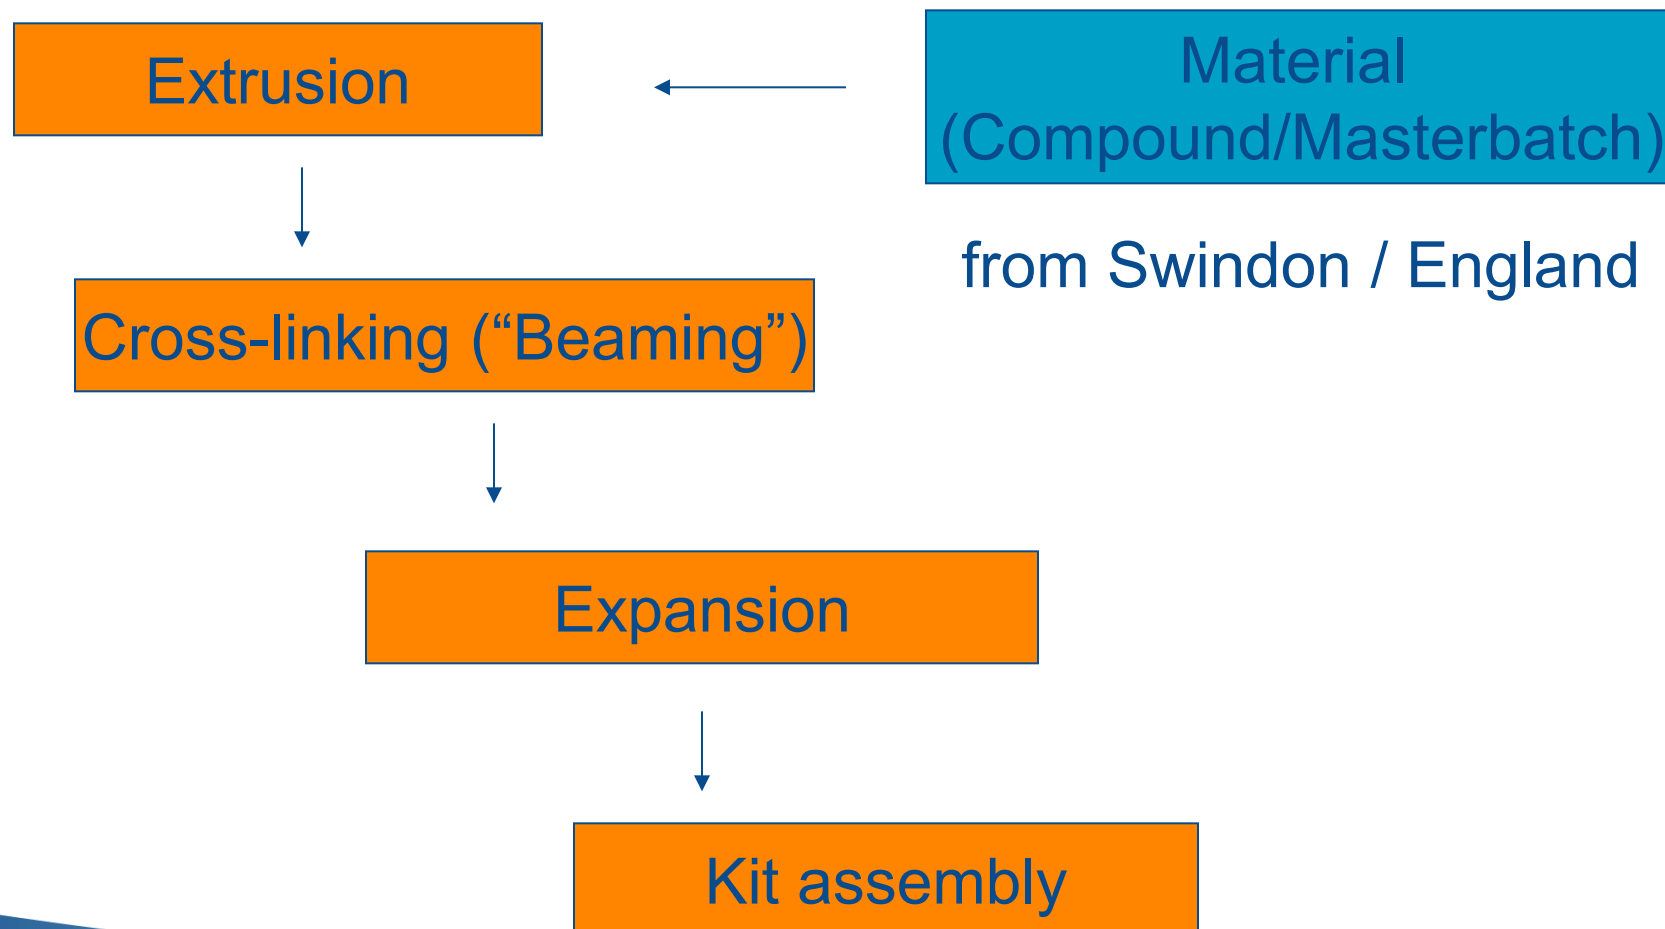 Extrusion
Material
(Compound/Masterbatch)
from Swindon / England
Cross-linking (“Beaming”)
Expansion
Kit assembly